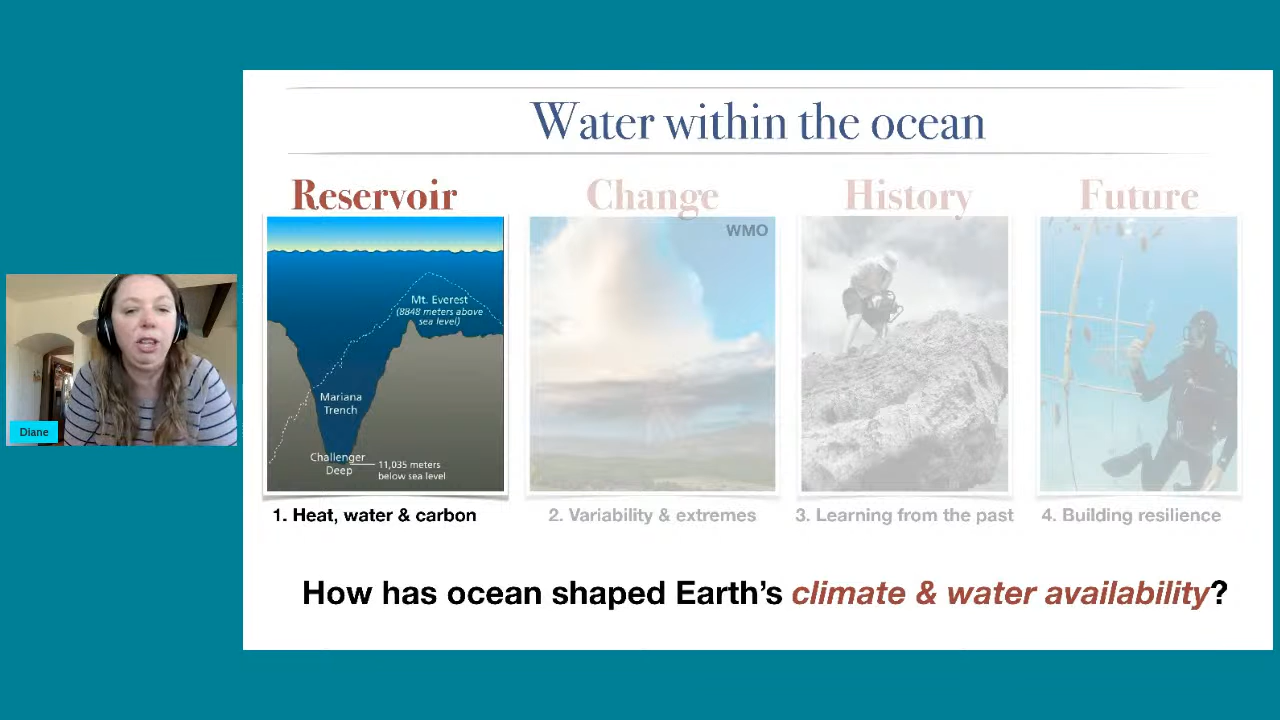 Water within the ocean
Reservoir
Change
History
Future
WMO
Mt. Everest
(8848 meters above
sea level)
Mariana
Trench
Challenger
Deep
11,035 meters
below sea level
Diane
1. Heat, water & carbon
2. Variability & extremes
3. Learning from the past
4. Building resilience
How has ocean shaped Earth’s climate & water availability?